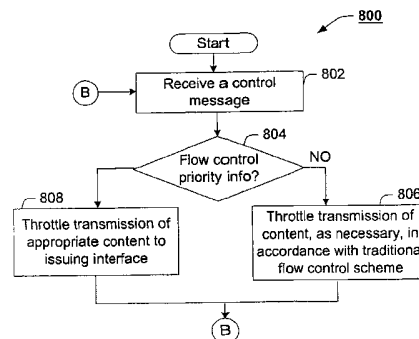 800
Start
B
Receive a control
message
802
804
Flow control
priority info?
NO
808
806
Throttle transmission of
appropriate content to
issuing interface
Throttle transmission of
content, as necessary, in
accordance with traditional
flow control scheme
B